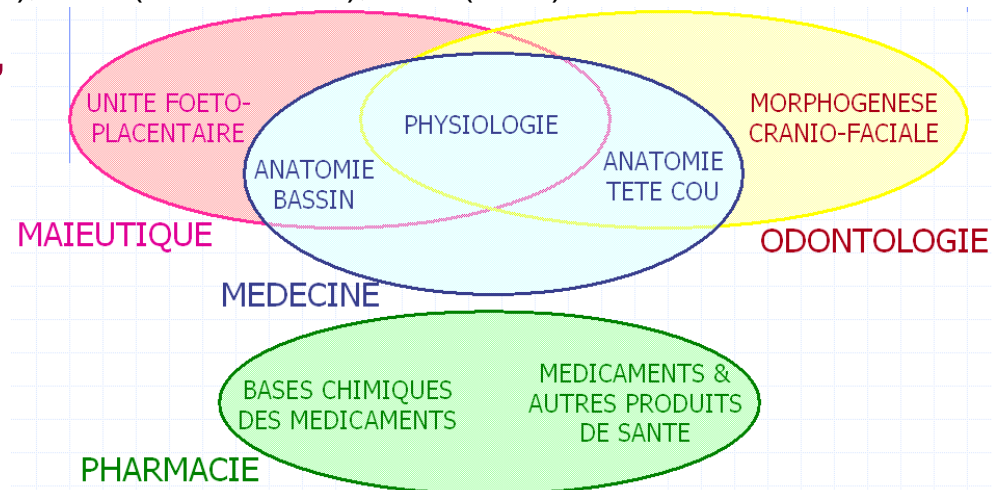 UNITE FOETO-
PLACENTAIRE
PHYSIOLOGIE
MORPHOGENESE
CRANIO-FACIALE
ANATOMIE
BASSIN
ANATOMIE
TETE COU
MAIEUTIQUE
ODONTOLOGIE
MEDECINE
BASES CHIMIQUES
DES MEDICAMENTS
MEDICAMENTS &
AUTRES PRODUITS
DE SANTE
PHARMACIE